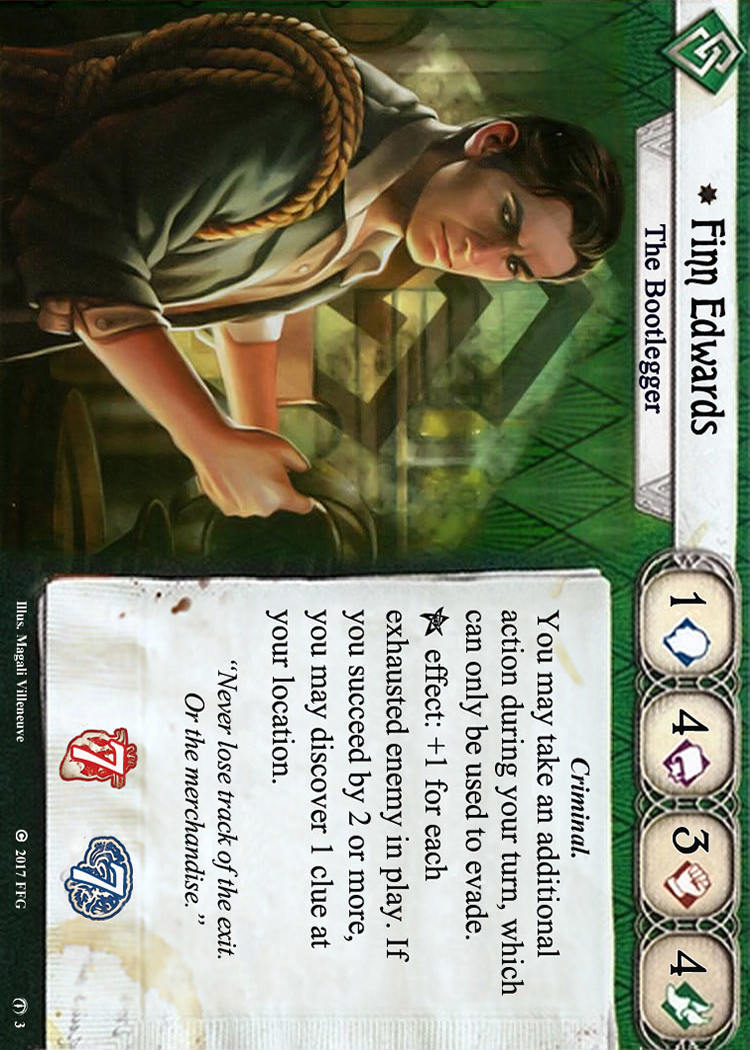 Finn Edwards
The Bootlegger
1 4 3 4
Criminal.
You may take an additional
action during your turn, which
can only be used to evade.
effect: +1 for each
exhausted enemy in play. If
you succeed by 2 or more,
you may discover 1 clue at
your location.
“Never lose track of the exit.
Or the merchandise.”
7 7
Illus. Magali Villeneuve © 2017 FFG 3